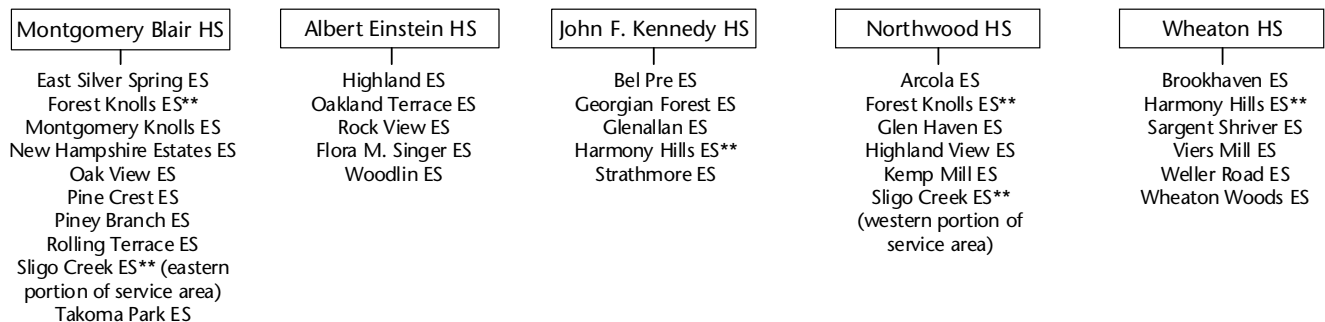 Montgomery Blair HS
East Silver Spring ES
Forest Knolls ES**
Montgomery Knolls ES
New Hampshire Estates ES
Oak View ES
Pine Crest ES
Piney Branch ES
Rolling Terrace ES
Sligo Creek ES** (eastern
portion of service area)
Takoma Park ES
Albert Einstein HS
Highland ES
Oakland Terrace ES
Rock View ES
Flora M. Singer ES
Woodlin ES
John F. Kennedy HS
Bel Pre ES
Georgian Forest ES
Glenallan ES
Harmony Hills ES**
Strathmore ES
Northwood HS
Arcola ES
Forest Knolls ES**
Glen Haven ES
Highland View ES
Kemp Mill ES
Sligo Creek ES**
(western portion of
service area)
Wheaton HS
Brookhaven ES
Harmony Hills ES**
Sargent Shriver ES
Viers Mill ES
Weller Road ES
Wheaton Woods ES